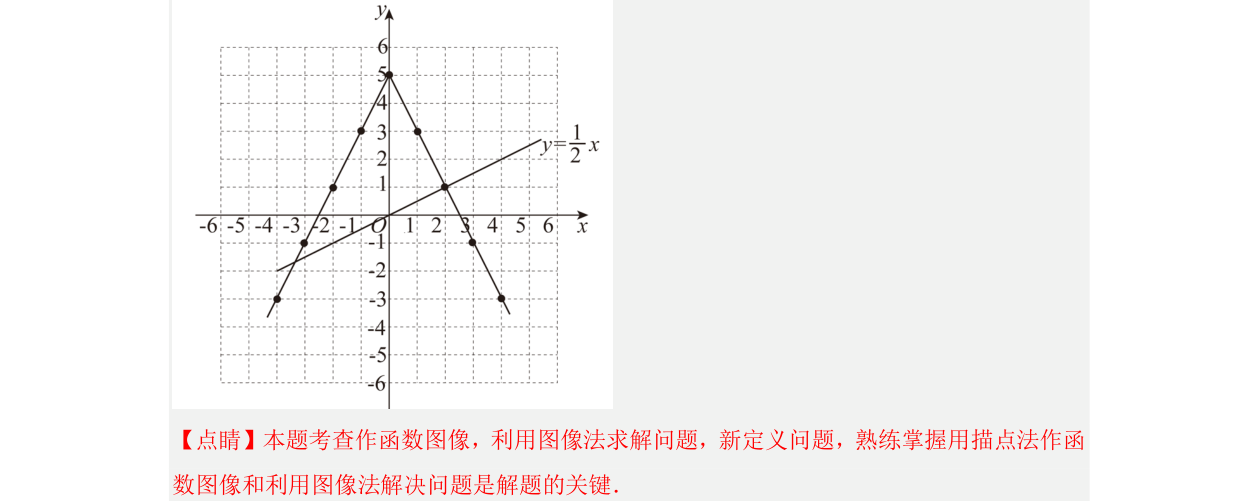 y
6
5
4
3
2
1
y=1/2 x
-6 -5 -4 -3 -2 -1 O 1 2 3 4 5 6 x
-1
-2
-3
-4
-5
-6
【点睛】本题考查作函数图像，利用图像法求解问题，新定义问题，熟练掌握用描点法作函
数图像和利用图像法解决问题是解题的关键．